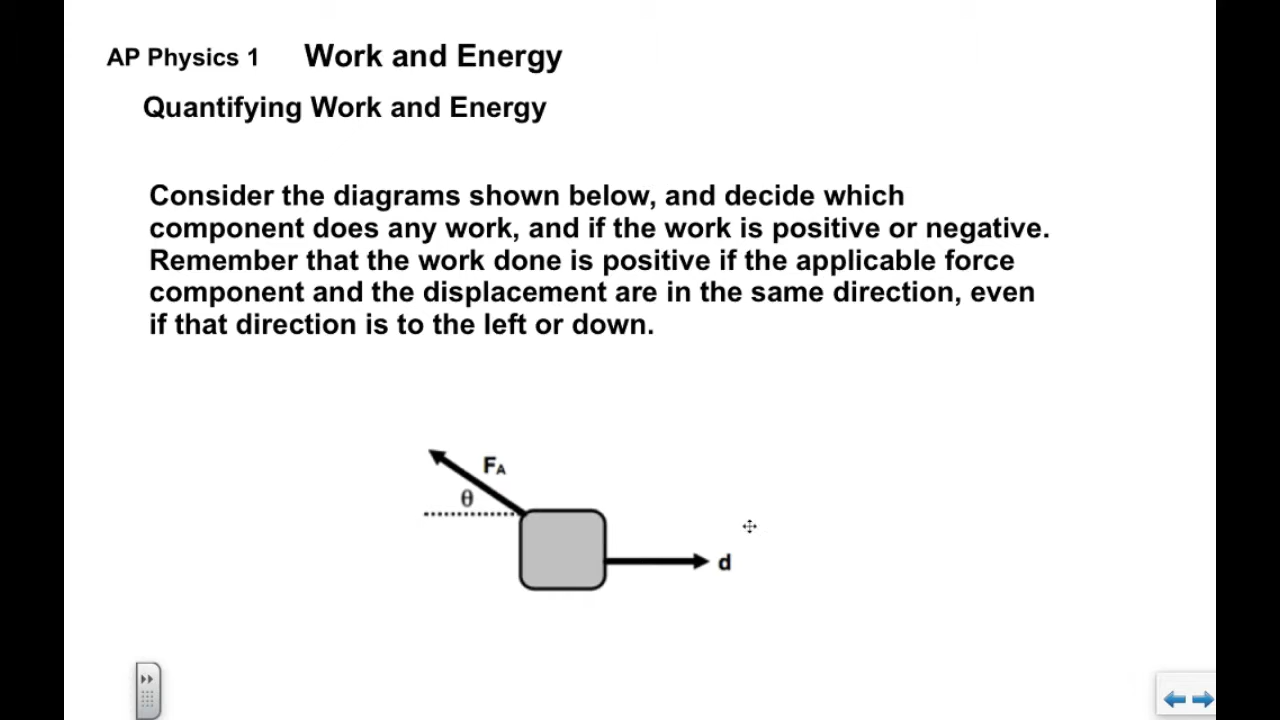 AP Physics 1 Work and Energy
Quantifying Work and Energy
Consider the diagrams shown below, and decide which
component does any work, and if the work is positive or negative.
Remember that the work done is positive if the applicable force
component and the displacement are in the same direction, even
if that direction is to the left or down.
FA
θ
d